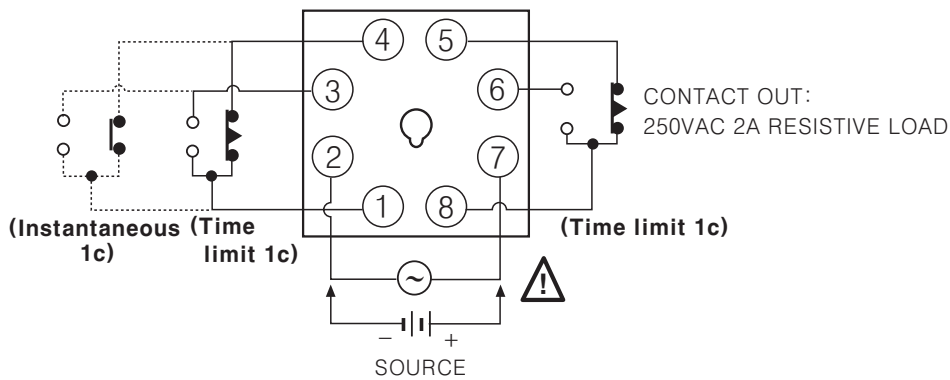 4 5
3 6
2 7
1 8
CONTACT OUT:
250VAC 2A RESISTIVE LOAD
(Instantaneous
1c)
(Time
limit 1c)
(Time limit 1c)
~
!
− +
SOURCE